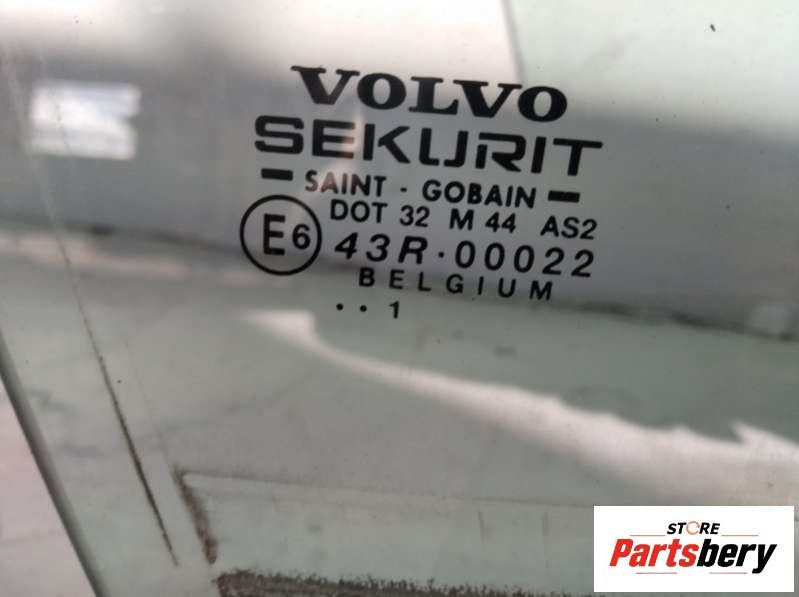 VOLVO
SEKURIT
SAINT - GOBAIN
DOT 32 M 44 AS2
E6 43R·00022
BELGIUM
·· 1
STORE
Partsbery